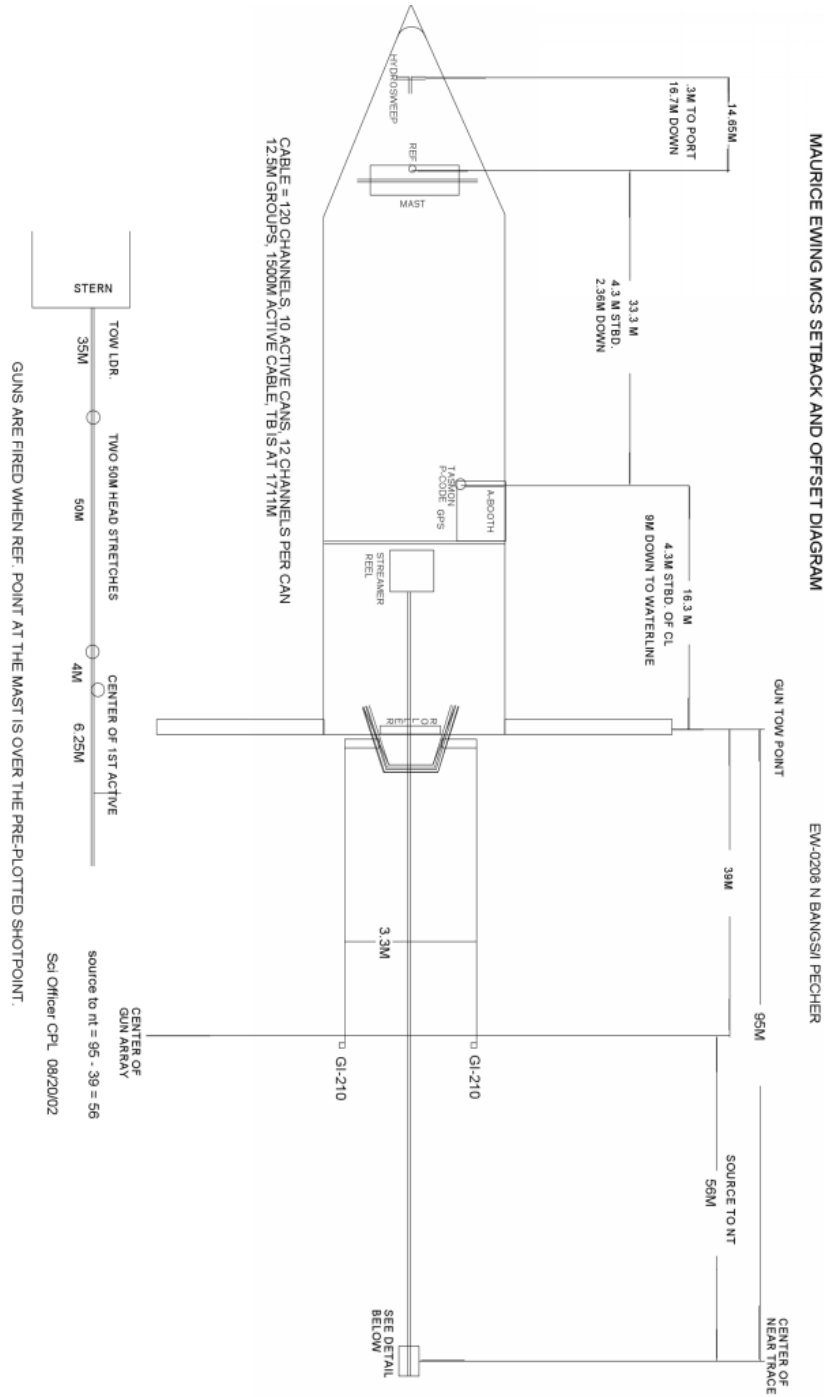 MAURICE EWING MCS SETBACK AND OFFSET DIAGRAM
EW-0208 N BANGS/I PECHER
14.65M
.3M TO PORT
16.7M DOWN
33.3 M
4.3 M STBD.
2.36M DOWN
16.3 M
4.3M STBD. OF CL
9M DOWN TO WATERLINE
GUN TOW POINT
39M
95M
SOURCE TO NT
56M
CENTER OF
NEAR TRACE
HYDROSWEEP
REF
MAST
A-BOOTH
TASMON
P-CODE GPS
STREAMER
REEL
ROLLER
3.3M
GI-210
GI-210
SEE DETAIL
BELOW
CENTER OF
GUN ARRAY
CABLE = 120 CHANNELS, 10 ACTIVE CANS, 12 CHANNELS PER CAN
12.5M GROUPS, 1500M ACTIVE CABLE, TB IS AT 1711M
STERN
TOW LDR.
35M
TWO 50M HEAD STRETCHES
50M
4M
CENTER OF 1ST ACTIVE
6.25M
source to nt = 95 - 39 = 56
Sci Officer CPL 08/20/02
GUNS ARE FIRED WHEN REF. POINT AT THE MAST IS OVER THE PRE-PLOTTED SHOTPOINT.